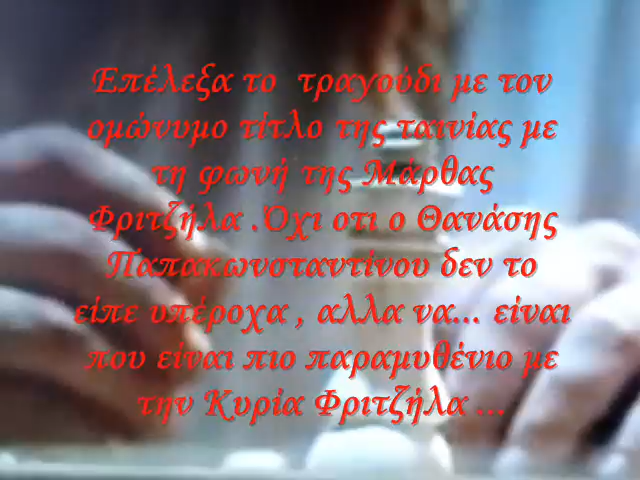 Επέλεξα το τραγούδι με τον
ομώνυμο τίτλο της ταινίας με
τη φωνή της Μάρθας
Φριτζήλα .Όχι οτι ο Θανάσης
Παπακωνσταντίνου δεν το
είπε υπέροχα , αλλα να... είναι
που είναι πιο παραμυθένιο με
την Κυρία Φριτζήλα ...